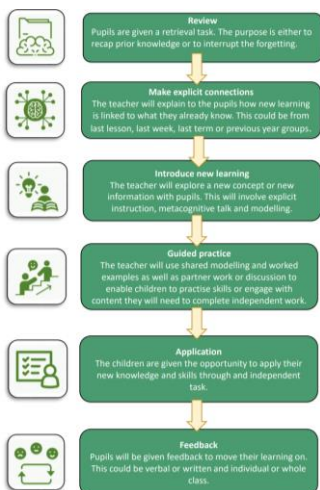 Review
Pupils are given a retrieval task. The purpose is either to
recap prior knowledge or to interrupt the forgetting.
Make explicit connections
The teacher will explain to the pupils how new learning
is linked to what they already know. This could be from
last lesson, last week, last term or previous year groups.
Introduce new learning
The teacher will explore a new concept or new
information with pupils. This will involve explicit
instruction, metacognitive talk and modelling.
Guided practice
The teacher will use shared modelling and worked
examples as well as partner work or discussion to
enable children to practise skills or engage with
content they will need to complete independent work.
Application
The children are given the opportunity to apply their
new knowledge and skills through and independent
task.
Feedback
Pupils will be given feedback to move their learning on.
This could be verbal or written and individual or whole
class.